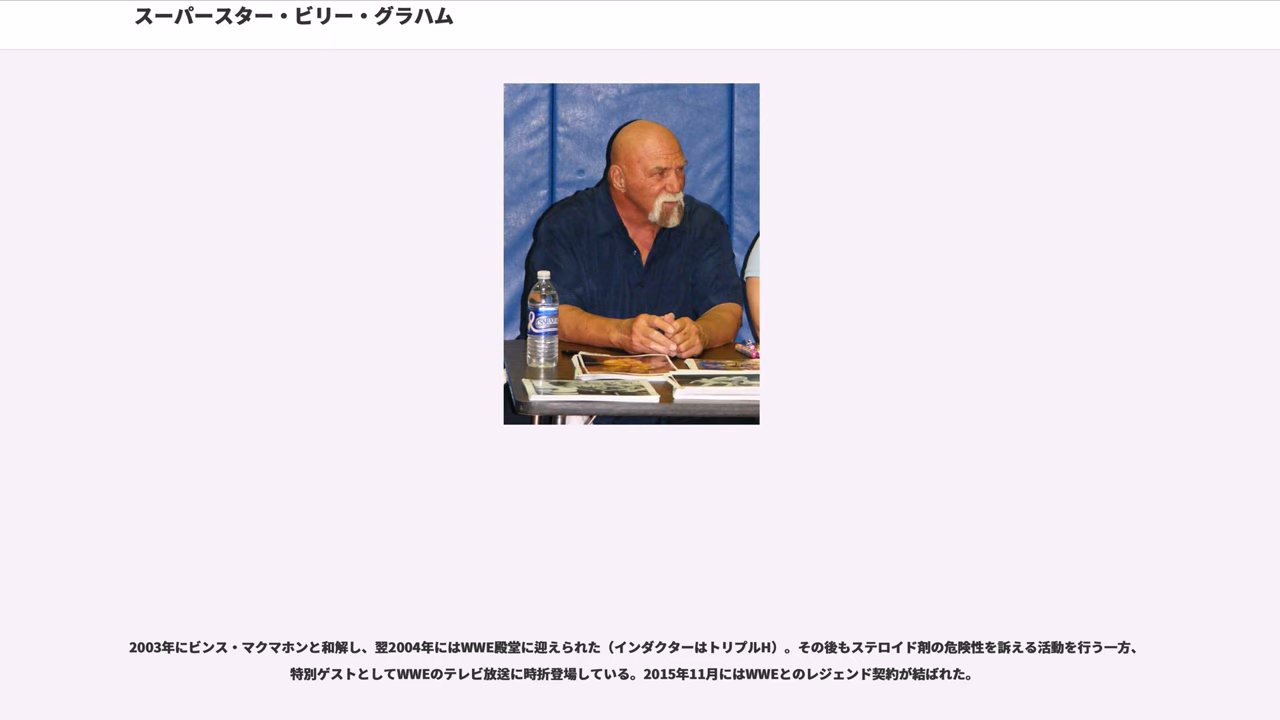 スーパースター・ビリー・グラハム
2003年にビンス・マクマホンと和解し、翌2004年にはWWE殿堂に迎えられた（インダクターはトリプルH）。その後もステロイド剤の危険性を訴える活動を行う一方、
特別ゲストとしてWWEのテレビ放送に時折登場している。2015年11月にはWWEとのレジェンド契約が結ばれた。